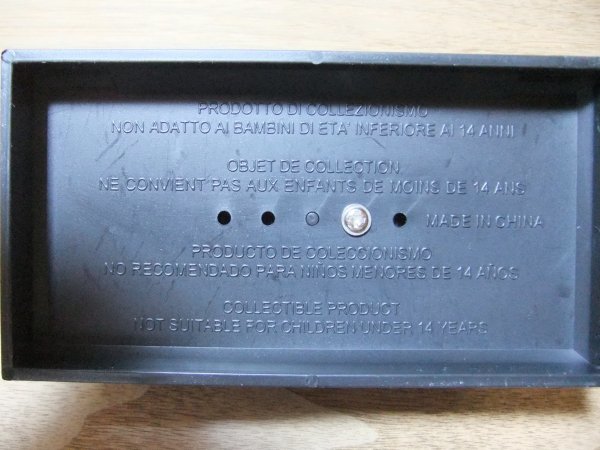 PRODOTTO DI COLLEZIONISMO
NON ADATTO AI BAMBINI DI ETA' INFERIORE AI 14 ANNI
OBJET DE COLLECTION
NE CONVIENT PAS AUX ENFANTS DE MOINS DE 14 ANS
MADE IN CHINA
PRODUCTO DE COLECCIONISMO
NO RECOMENDADO PARA NIÑOS MENORES DE 14 AÑOS
COLLECTIBLE PRODUCT
NOT SUITABLE FOR CHILDREN UNDER 14 YEARS